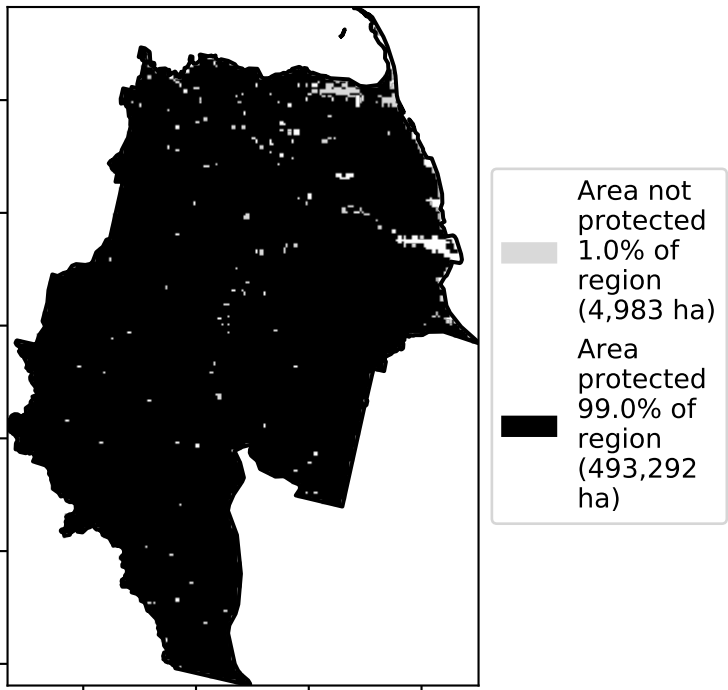 Area not
protected
1.0% of
region
(4,983 ha)
Area
protected
99.0% of
region
(493,292
ha)